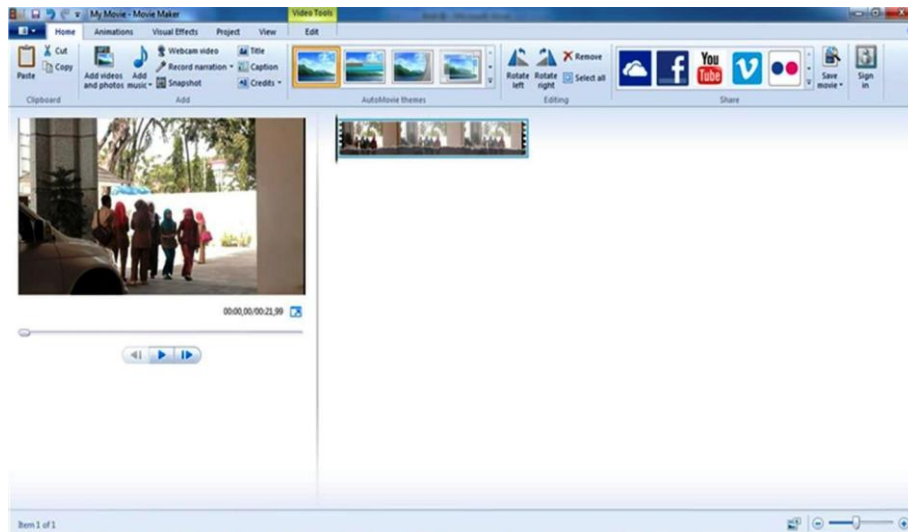 My Movie - Movie Maker
Video Tools
Home Animations Visual Effects Project View Edit
Paste
Cut
Copy
Clipboard
Add videos and photos
Add music
Webcam video
Record narration
Snapshot
Title
Caption
Credits
Add
AutoMovie themes
Rotate left
Rotate right
Remove
Select all
Editing
f
You Tube
V
Share
Save movie
Sign in
00:00,00/00:21,99
Item 1 of 1